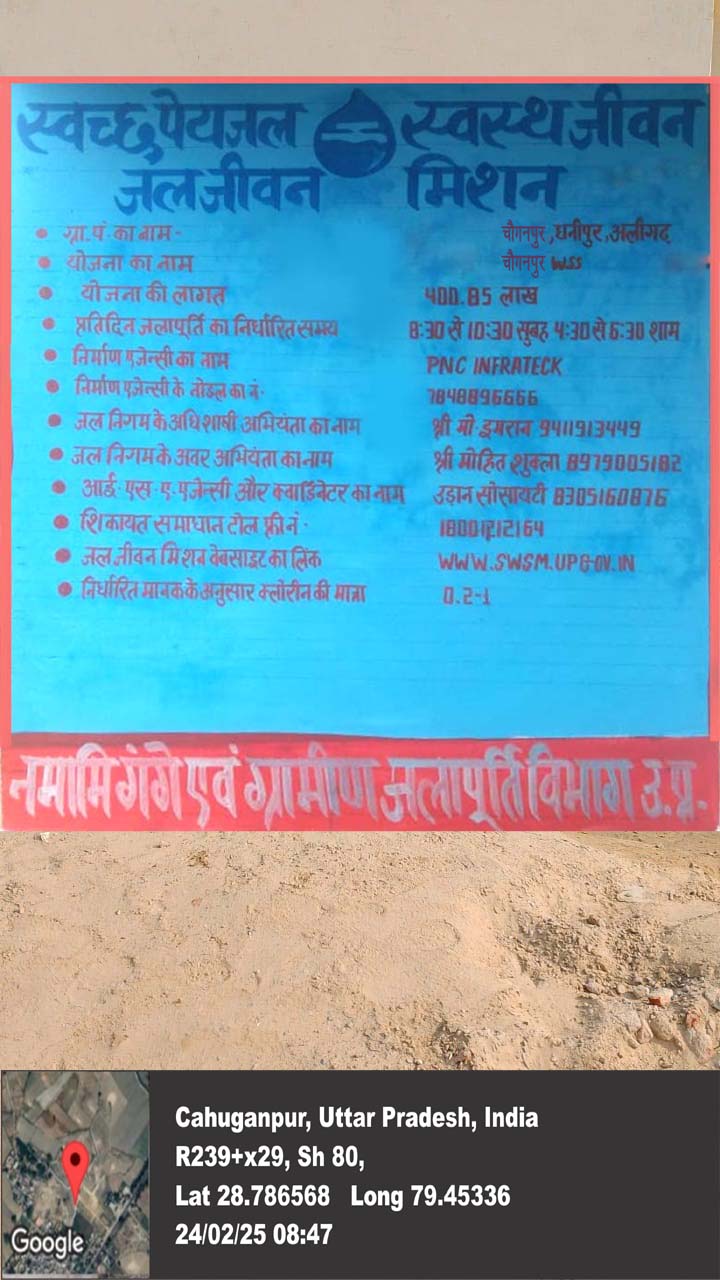 स्वच्छ पेयजल स्वस्थ जीवन
जल जीवन मिशन
ग्रा.पं.का नाम- चौगनपुर,धनीपुर,अलीगढ
योजना का नाम चौगनपुर WSS
योजना की लागत 400.85 लाख
प्रतिदिन जलापूर्ति का निर्धारित समय 8:30 से 10:30 सुबह 4:30 से 6:30 शाम
निर्माण एजेन्सी का नाम PNC INFRATECK
निर्माण एजेन्सी के नोडल का नं. 7848896666
जल निगम के अधिशाषी अभियंता का नाम श्री मो. इमरान 9411913449
जल निगम के अवर अभियंता का नाम श्री मोहित शुक्ला 8979005182
आई.एस.ए.एजेन्सी और क्वार्डिनेटर का नाम उड़ान सोसायटी 8305160876
शिकायत समाधान टोल फ्री नं. 18001212164
जल जीवन मिशन वेबसाइट का लिंक WWW.SWSM.UPGOV.IN
निर्धारित मानक के अनुसार क्लोरीन की मात्रा 0.2-1
नमामि गंगे एवं ग्रामीण जलापूर्ति विभाग उ.प्र.
Cahuganpur, Uttar Pradesh, India
R239+x29, Sh 80,
Lat 28.786568 Long 79.45336
24/02/25 08:47
Google